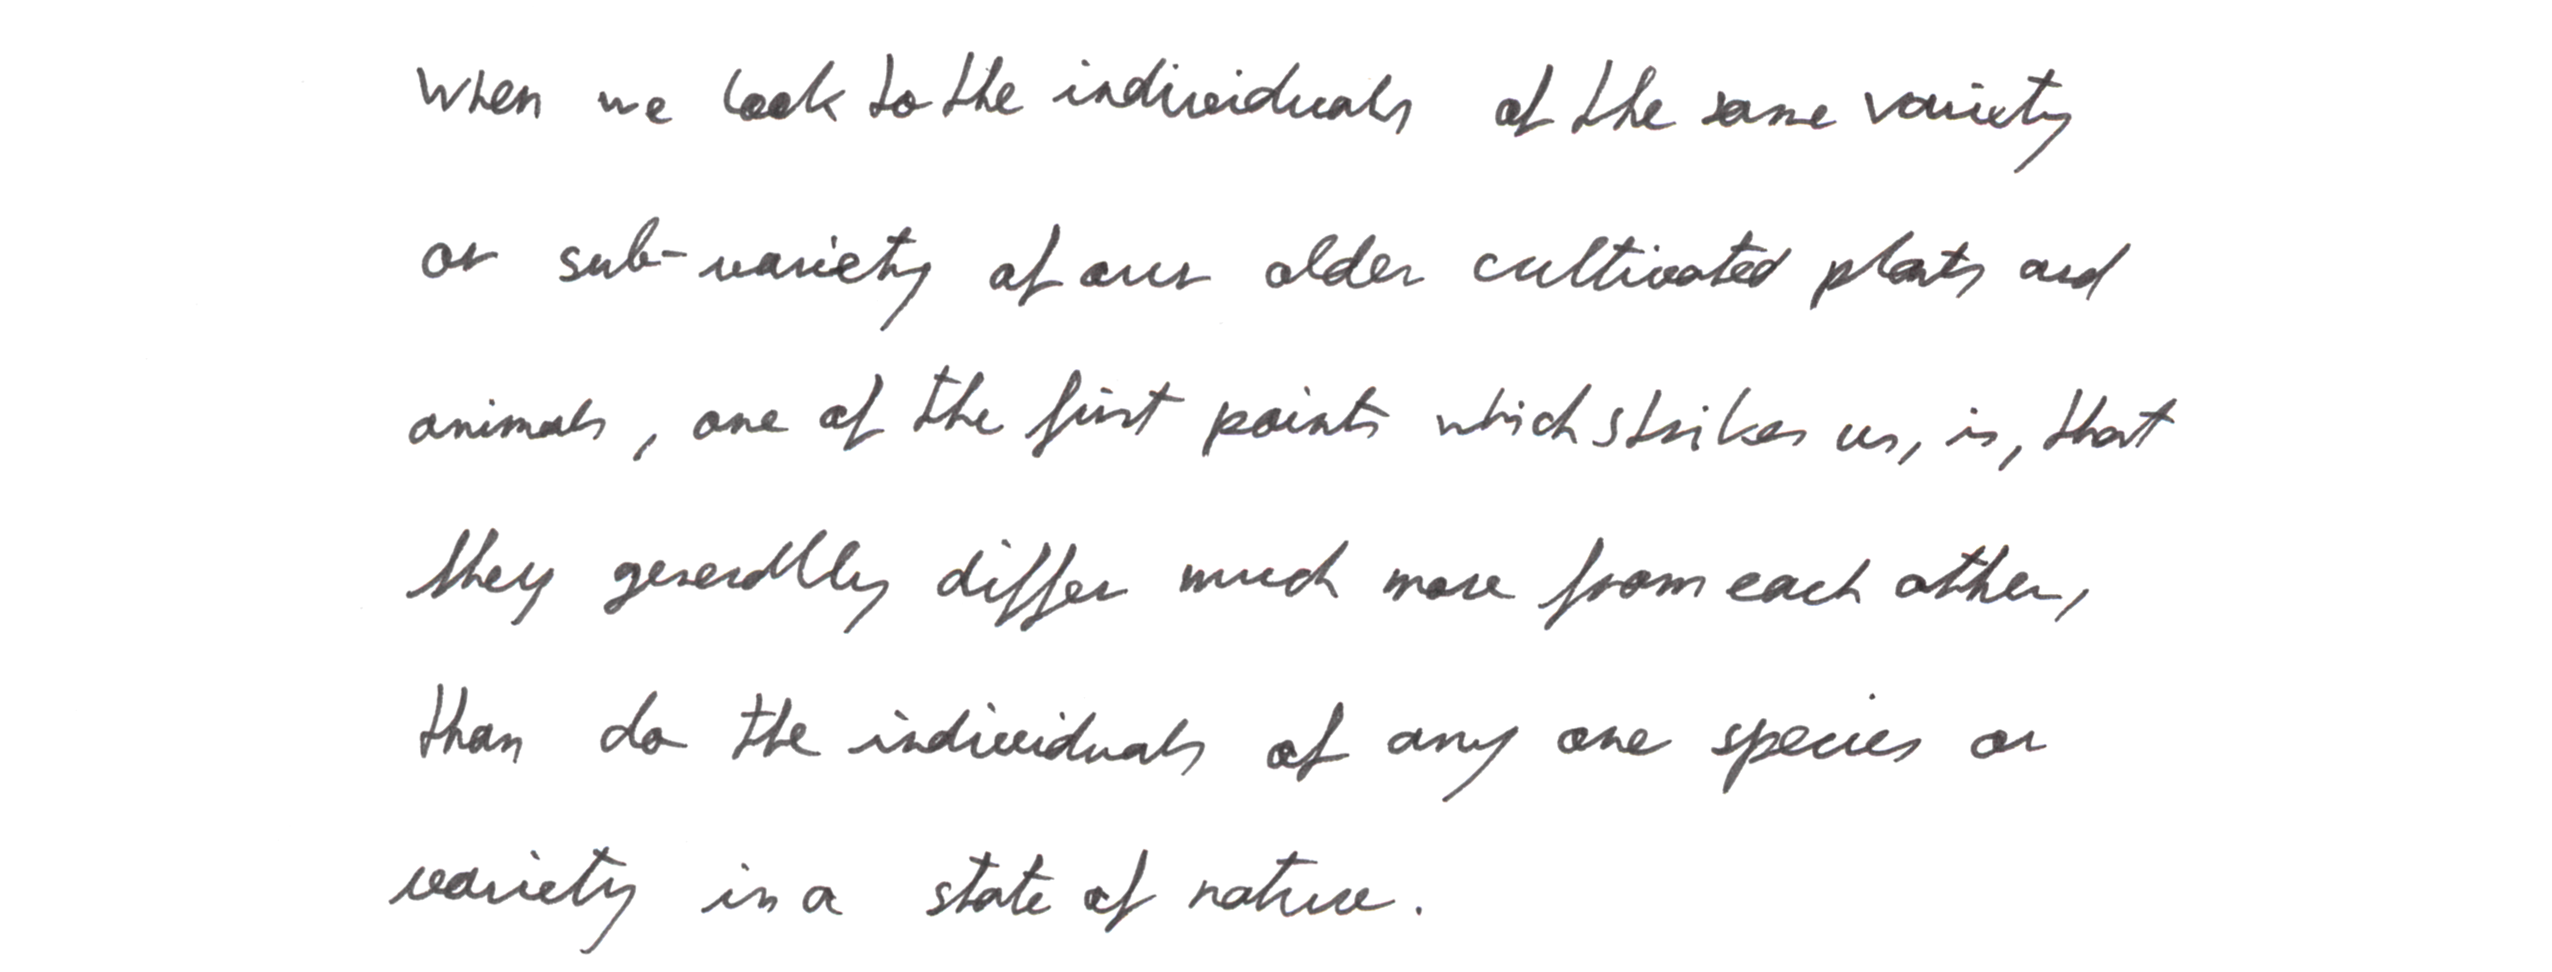 When we look to the individuals of the same variety
or sub-variety of our older cultivated plants and
animals, one of the first points which strikes us, is, that
they generally differ much more from each other,
than do the individuals of any one species or
variety in a state of nature.